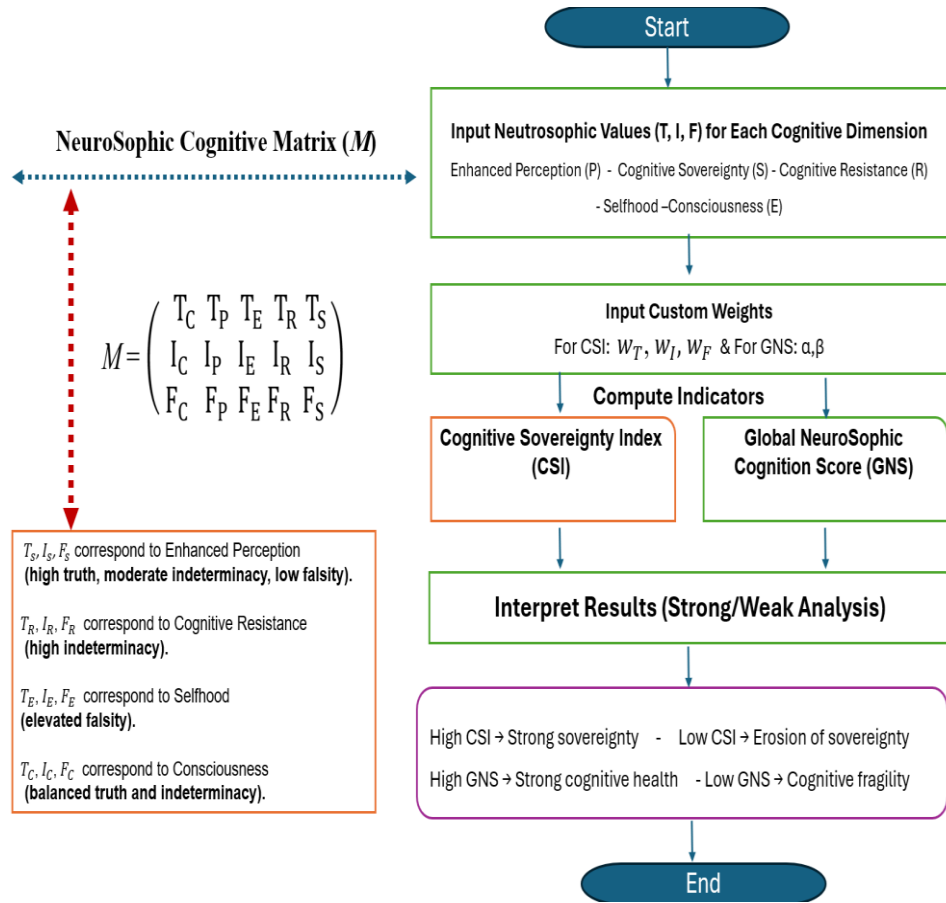 Start
NeuroSophic Cognitive Matrix (M)
Input Neutrosophic Values (T, I, F) for Each Cognitive Dimension
Enhanced Perception (P) - Cognitive Sovereignty (S) - Cognitive Resistance (R)
- Selfhood –Consciousness (E)
M = ( T_C T_P T_E T_R T_S
I_C I_P I_E I_R I_S
F_C F_P F_E F_R F_S )
Input Custom Weights
For CSI: w_T, w_I, w_F & For GNS: α,β
Compute Indicators
Cognitive Sovereignty Index
(CSI)
Global NeuroSophic
Cognition Score (GNS)
T_s, I_s, F_s correspond to Enhanced Perception
(high truth, moderate indeterminacy, low falsity).
T_R, I_R, F_R correspond to Cognitive Resistance
(high indeterminacy).
T_E, I_E, F_E correspond to Selfhood
(elevated falsity).
T_C, I_C, F_C correspond to Consciousness
(balanced truth and indeterminacy).
Interpret Results (Strong/Weak Analysis)
High CSI → Strong sovereignty - Low CSI → Erosion of sovereignty
High GNS → Strong cognitive health - Low GNS → Cognitive fragility
End